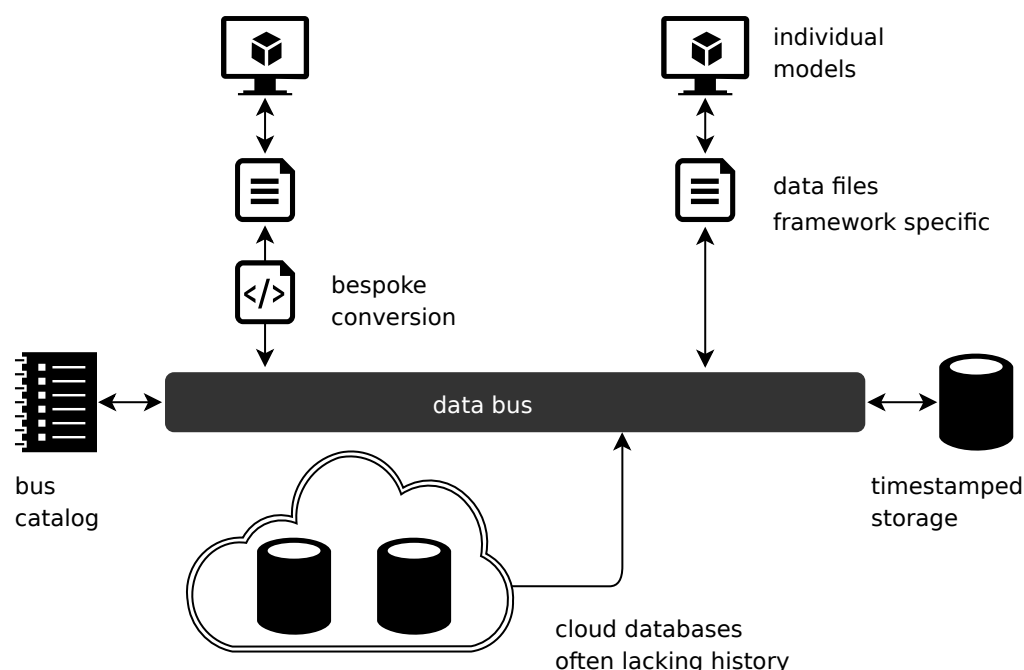 individual
models
data files
framework specific
</>
bespoke
conversion
data bus
bus
catalog
timestamped
storage
cloud databases
often lacking history